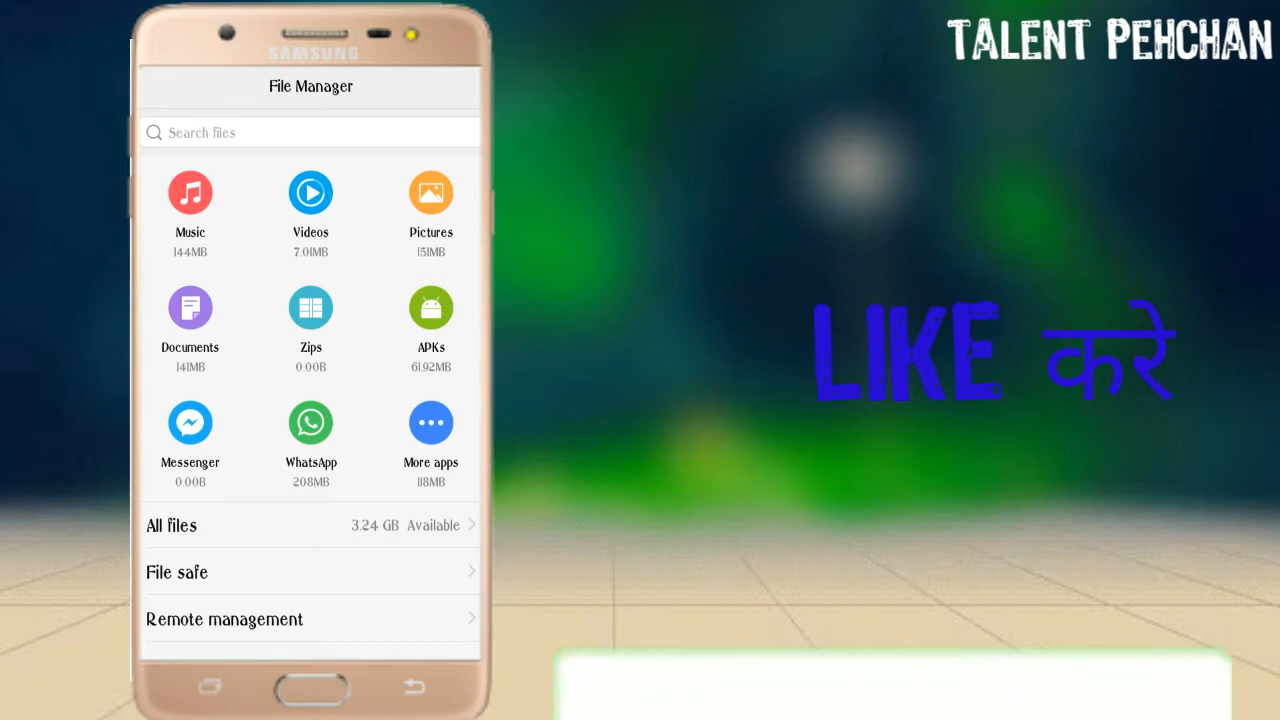 TALENT PEHCHAN
SAMSUNG
File Manager
Search files
Music
144MB
Videos
7.01MB
Pictures
151MB
Documents
141MB
Zips
0.00B
APKs
61.92MB
Messenger
0.00B
WhatsApp
208MB
More apps
118MB
All files 3.24 GB Available
File safe
Remote management
LIKE करे